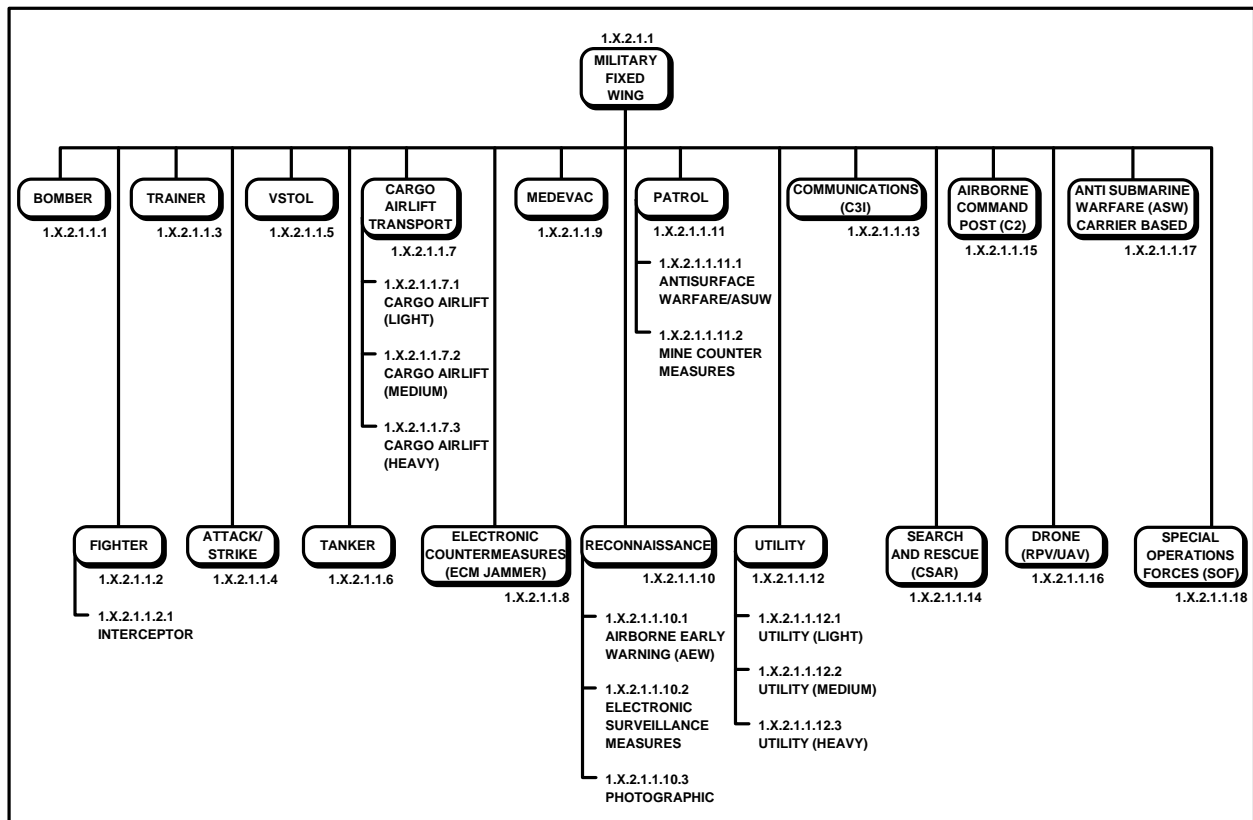 1.X.2.1.1
MILITARY
FIXED
WING
BOMBER
1.X.2.1.1.1
TRAINER
1.X.2.1.1.3
VSTOL
1.X.2.1.1.5
CARGO
AIRLIFT
TRANSPORT
1.X.2.1.1.7
1.X.2.1.1.7.1
CARGO AIRLIFT
(LIGHT)
1.X.2.1.1.7.2
CARGO AIRLIFT
(MEDIUM)
1.X.2.1.1.7.3
CARGO AIRLIFT
(HEAVY)
MEDEVAC
1.X.2.1.1.9
PATROL
1.X.2.1.1.11
1.X.2.1.1.11.1
ANTISURFACE
WARFARE/ASUW
1.X.2.1.1.11.2
MINE COUNTER
MEASURES
COMMUNICATIONS
(C3I)
1.X.2.1.1.13
AIRBORNE
COMMAND
POST (C2)
1.X.2.1.1.15
ANTI SUBMARINE
WARFARE (ASW)
CARRIER BASED
1.X.2.1.1.17
FIGHTER
1.X.2.1.1.2
1.X.2.1.1.2.1
INTERCEPTOR
ATTACK/
STRIKE
1.X.2.1.1.4
TANKER
1.X.2.1.1.6
ELECTRONIC
COUNTERMEASURES
(ECM JAMMER)
1.X.2.1.1.8
RECONNAISSANCE
1.X.2.1.1.10
1.X.2.1.1.10.1
AIRBORNE EARLY
WARNING (AEW)
1.X.2.1.1.10.2
ELECTRONIC
SURVEILLANCE
MEASURES
1.X.2.1.1.10.3
PHOTOGRAPHIC
UTILITY
1.X.2.1.1.12
1.X.2.1.1.12.1
UTILITY (LIGHT)
1.X.2.1.1.12.2
UTILITY (MEDIUM)
1.X.2.1.1.12.3
UTILITY (HEAVY)
SEARCH
AND RESCUE
(CSAR)
1.X.2.1.1.14
DRONE
(RPV/UAV)
1.X.2.1.1.16
SPECIAL
OPERATIONS
FORCES (SOF)
1.X.2.1.1.18